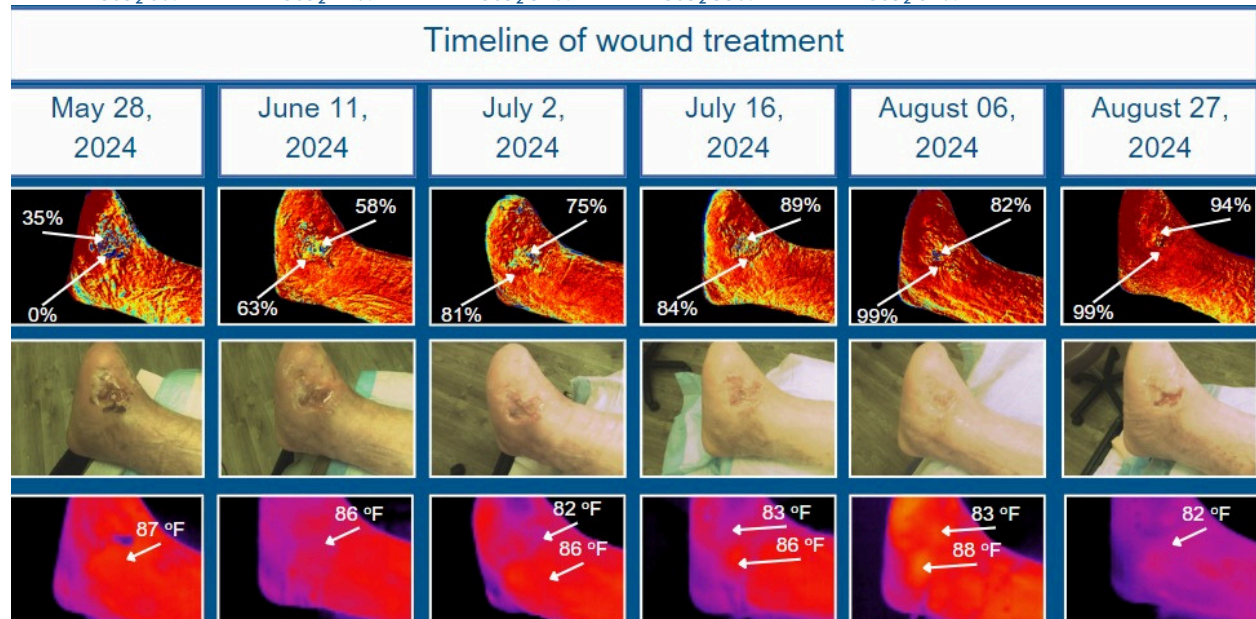 Timeline of wound treatment
May 28,
2024
June 11,
2024
July 2,
2024
July 16,
2024
August 06,
2024
August 27,
2024
35%
0%
58%
63%
75%
81%
89%
84%
82%
99%
94%
99%
87 ºF
86 ºF
82 ºF
86 ºF
83 ºF
86 ºF
83 ºF
88 ºF
82 ºF